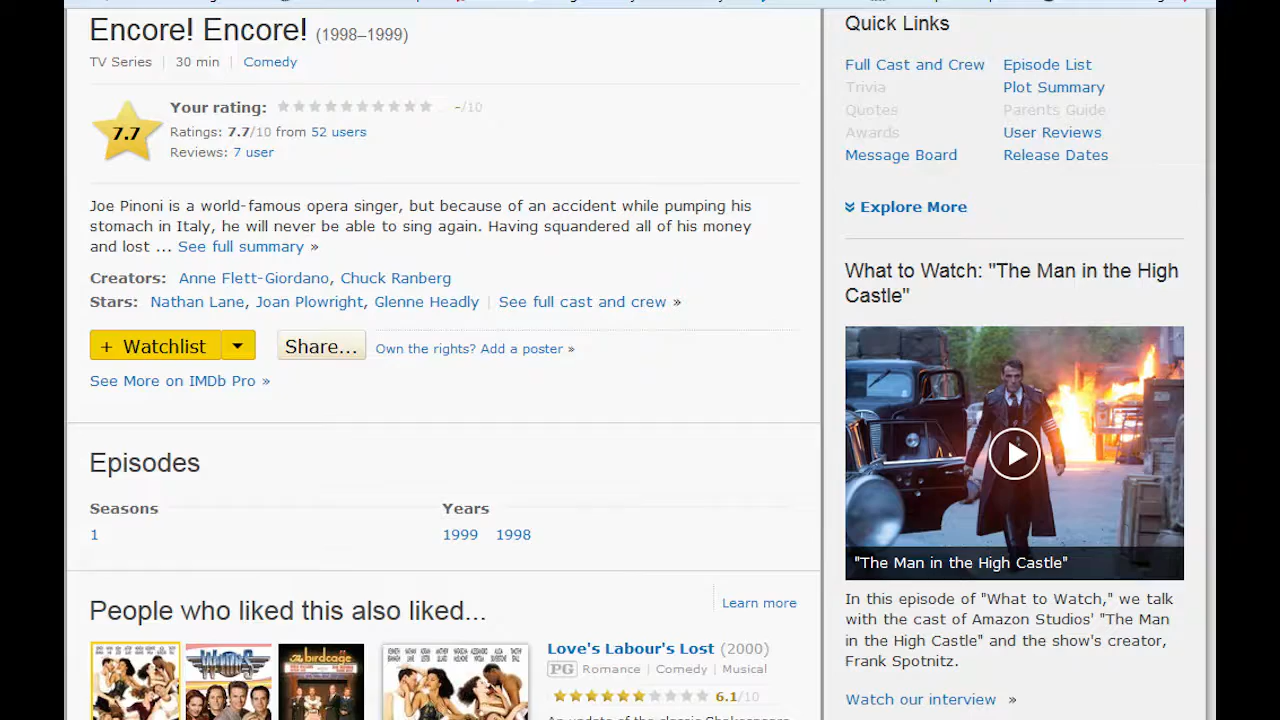 Encore! Encore! (1998–1999)
TV Series | 30 min | Comedy
7.7
Your rating: -/10
Ratings: 7.7/10 from 52 users
Reviews: 7 user
Joe Pinoni is a world-famous opera singer, but because of an accident while pumping his
stomach in Italy, he will never be able to sing again. Having squandered all of his money
and lost ... See full summary »
Creators: Anne Flett-Giordano, Chuck Ranberg
Stars: Nathan Lane, Joan Plowright, Glenne Headly | See full cast and crew »
+ Watchlist
Share...
Own the rights? Add a poster »
See More on IMDb Pro »
Episodes
Seasons
1
Years
1999 1998
People who liked this also liked...
Learn more
WINGS
the birdcage
Love's Labour's Lost (2000)
PG Romance | Comedy | Musical
6.1/10
Quick Links
Full Cast and Crew
Episode List
Trivia
Plot Summary
Quotes
Parents Guide
Awards
User Reviews
Message Board
Release Dates
Explore More
What to Watch: "The Man in the High
Castle"
"The Man in the High Castle"
In this episode of "What to Watch," we talk
with the cast of Amazon Studios' "The Man
in the High Castle" and the show's creator,
Frank Spotnitz.
Watch our interview »